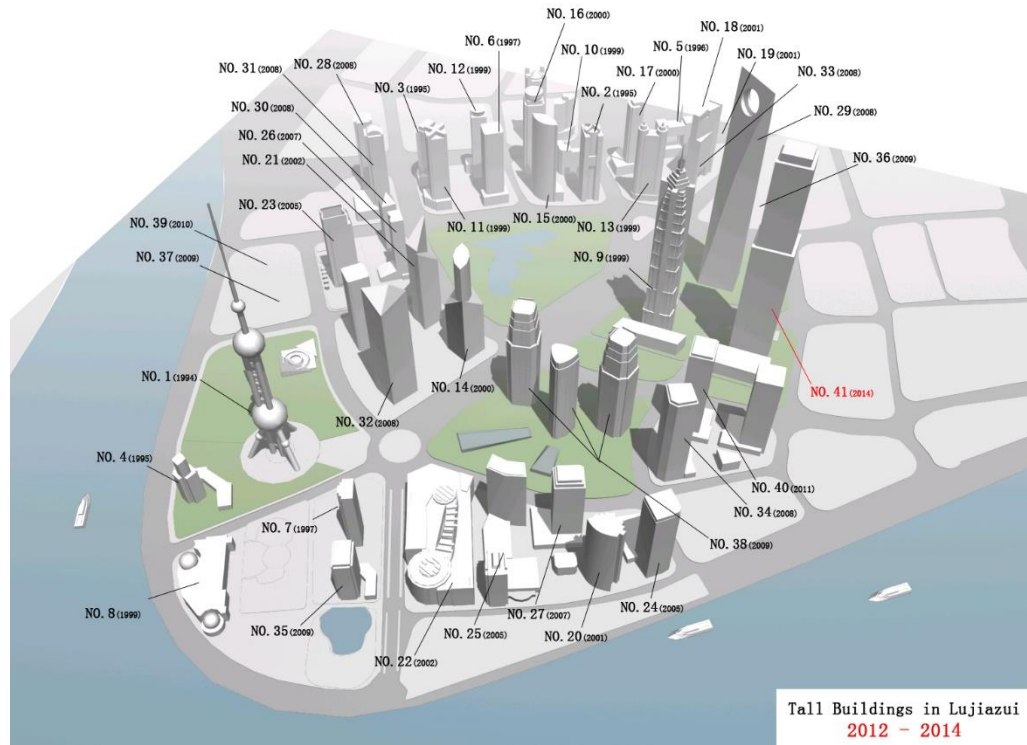 NO. 16(2000)
NO. 6(1997)
NO. 18(2001)
NO. 10(1999)
NO. 5(1996)
NO. 19(2001)
NO. 28(2008)
NO. 12(1999)
NO. 33(2008)
NO. 31(2008)
NO. 3(1995)
NO. 2(1995)
NO. 17(2000)
NO. 30(2008)
NO. 29(2008)
NO. 26(2007)
NO. 21(2002)
NO. 36(2009)
NO. 23(2005)
NO. 11(1999)
NO. 15(2000)
NO. 13(1999)
NO. 39(2010)
NO. 37(2009)
NO. 9(1999)
NO. 1(1994)
NO. 14(2000)
NO. 41(2014)
NO. 32(2008)
NO. 4(1995)
NO. 40(2011)
NO. 34(2008)
NO. 7(1997)
NO. 38(2009)
NO. 8(1999)
NO. 35(2009)
NO. 27(2007)
NO. 24(2005)
NO. 25(2005)
NO. 20(2001)
NO. 22(2002)
Tall Buildings in Lujiazui
2012 - 2014